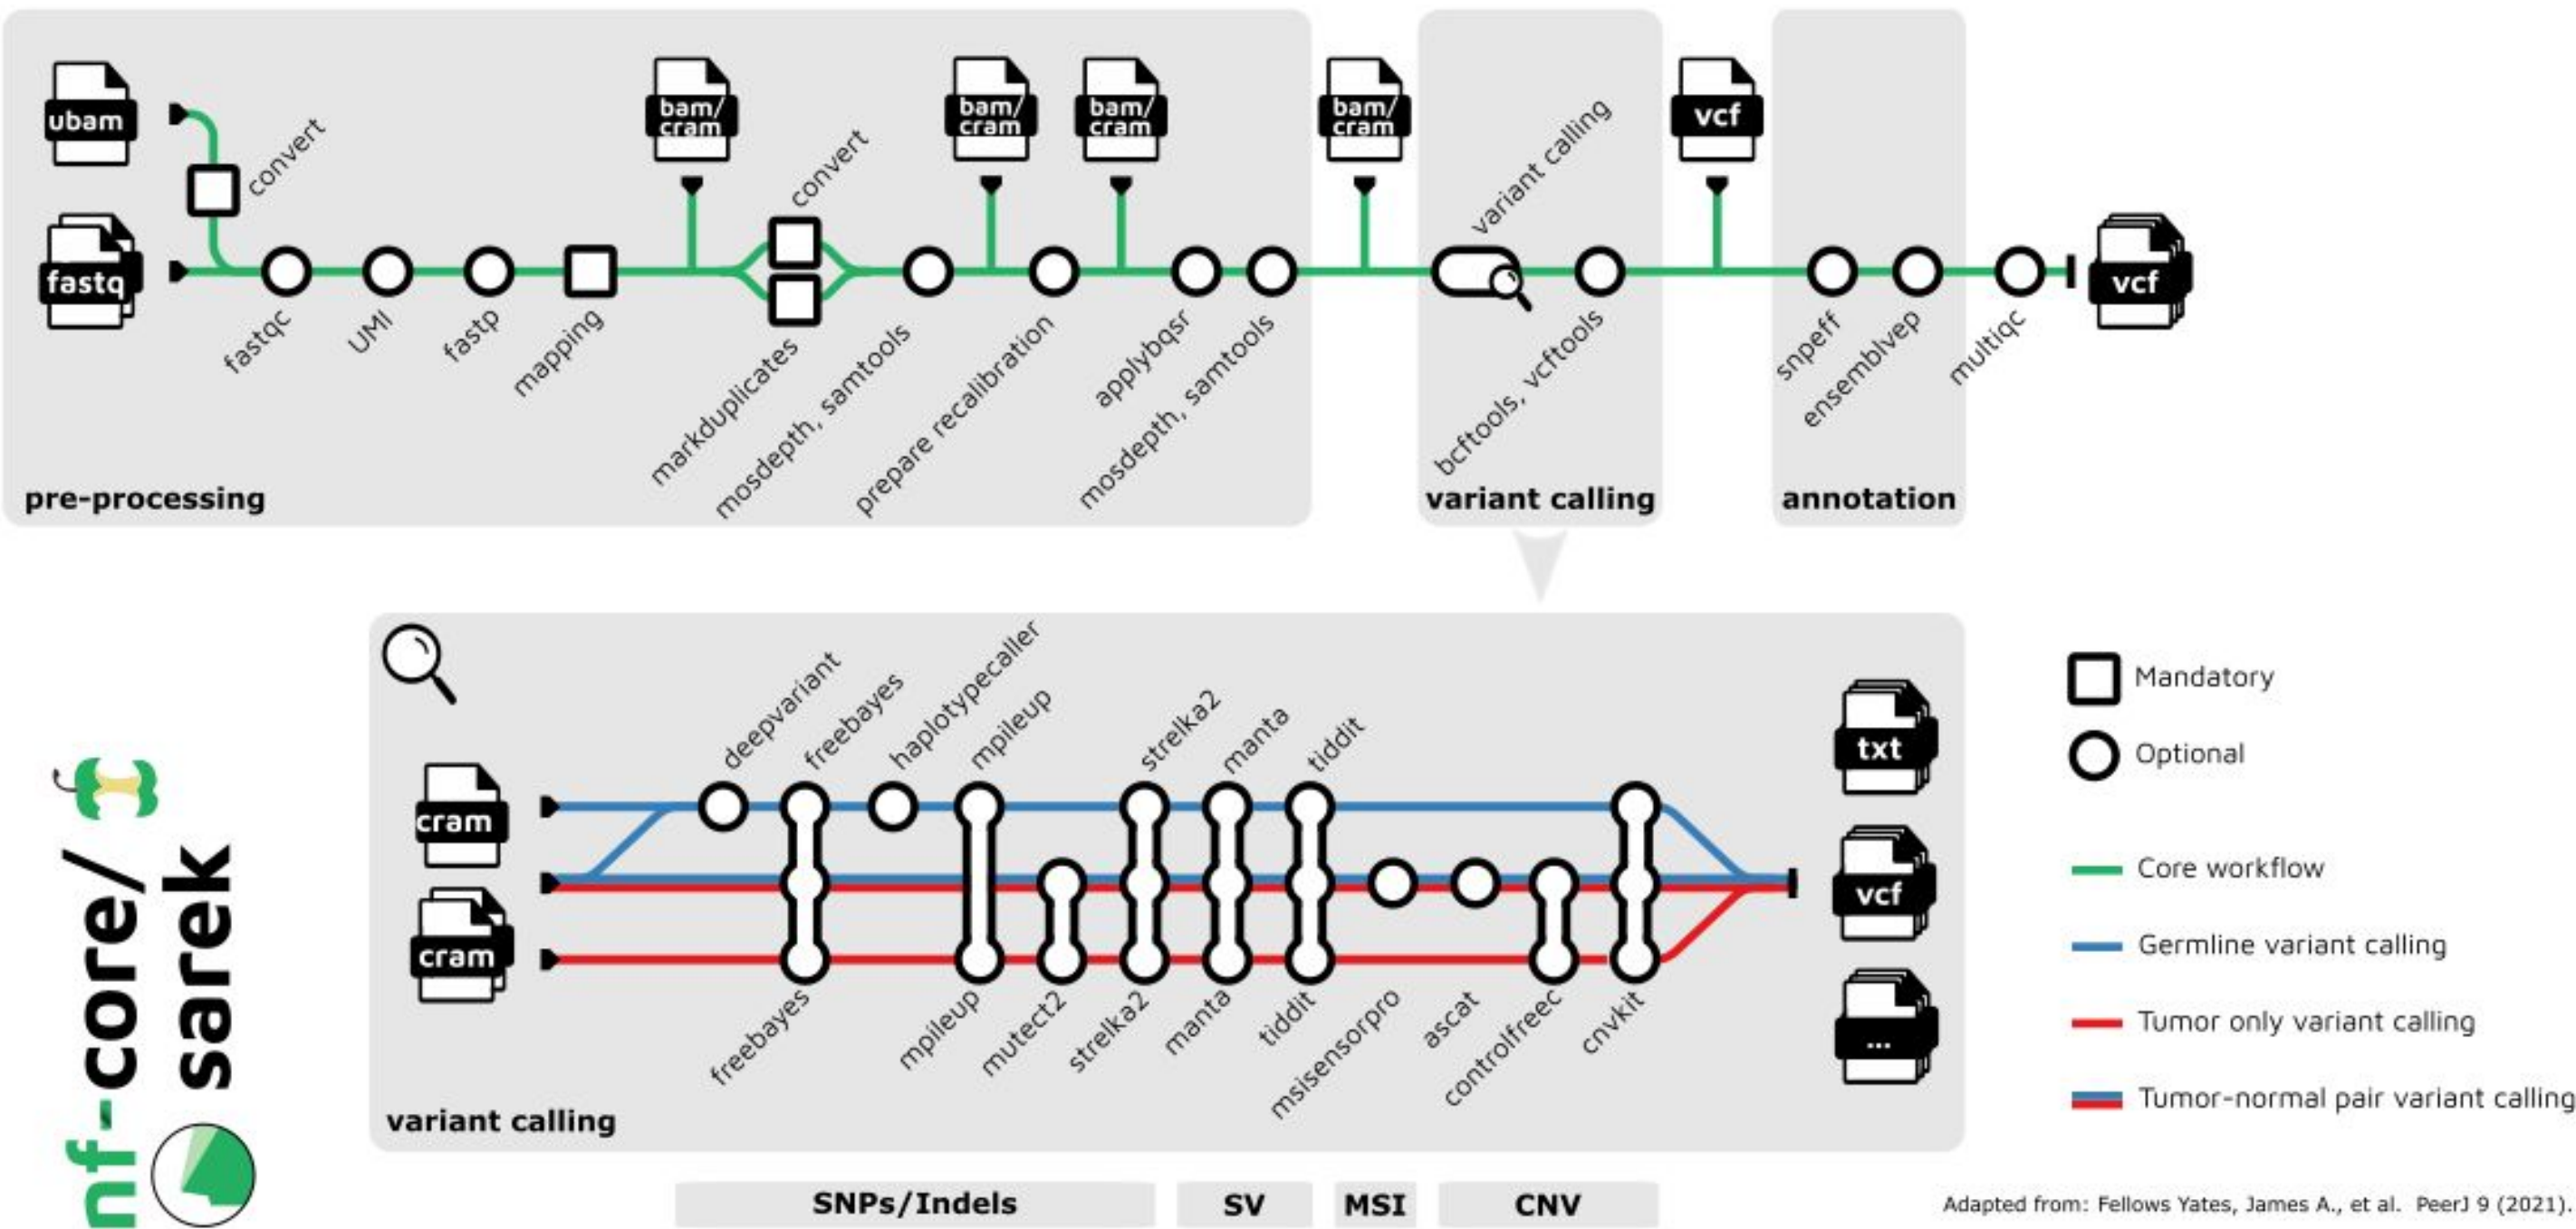 ubam
convert
fastq
fastqc
UMI
fastp
mapping
bam/
cram
convert
markduplicates
mosdepth, samtools
bam/
cram
prepare recalibration
bam/
cram
applybqsr
mosdepth, samtools
pre-processing
bam/
cram
variant calling
bcftools, vcftools
variant calling
vcf
snpeff
ensemblvep
annotation
multiqc
vcf
nf-core/
sarek
cram
cram
deepvariant
freebayes
haplotypecaller
mpileup
strelka2
manta
tiddit
freebayes
mpileup
mutect2
strelka2
manta
tiddit
msisensorpro
ascat
controlfreec
cnvkit
txt
vcf
...
variant calling
SNPs/Indels
SV
MSI
CNV
Mandatory
Optional
Core workflow
Germline variant calling
Tumor only variant calling
Tumor-normal pair variant calling
Adapted from: Fellows Yates, James A., et al. PeerJ 9 (2021),